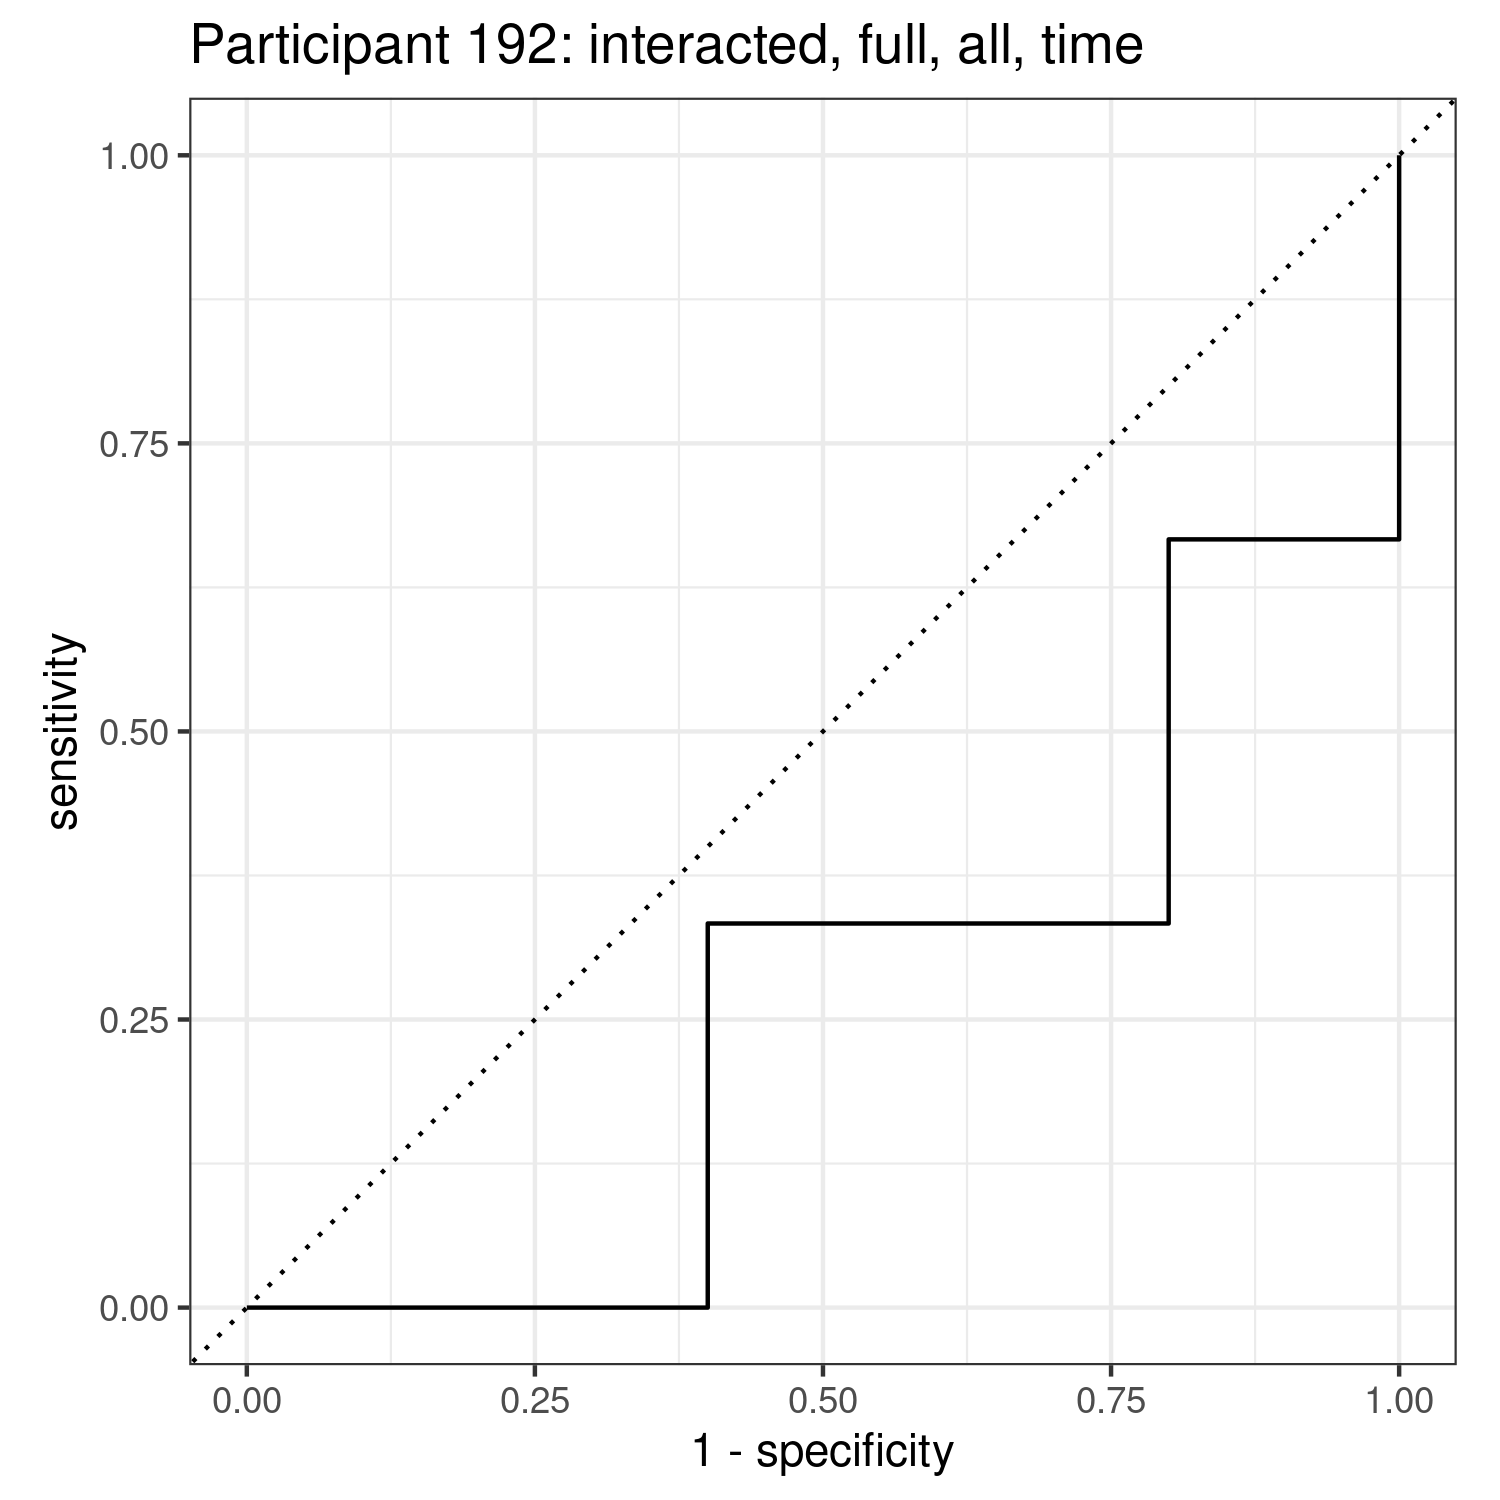 Participant 192: interacted, full, all, time
1.00
0.75
0.50
0.25
0.00
sensitivity
0.00 0.25 0.50 0.75 1.00
1 - specificity